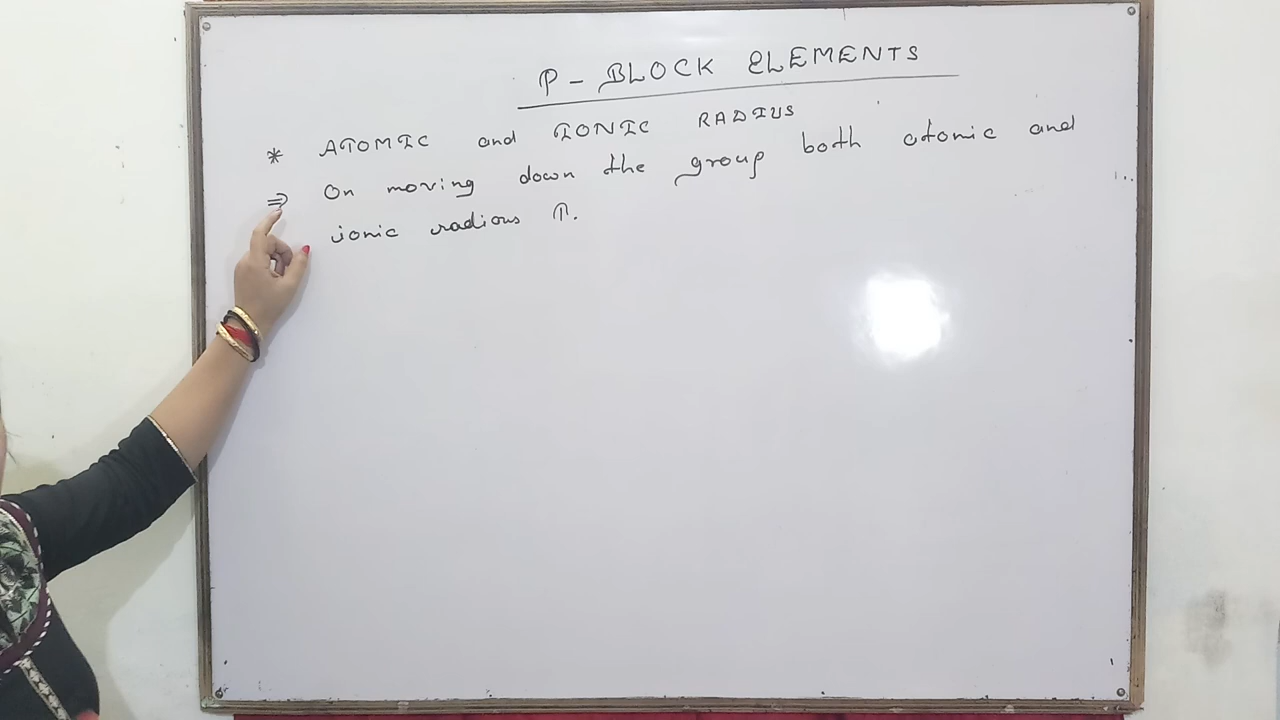 P - BLOCK ELEMENTS
* ATOMIC and IONIC RADIUS
⇒ On moving down the group both atomic and
ionic radious ↑.